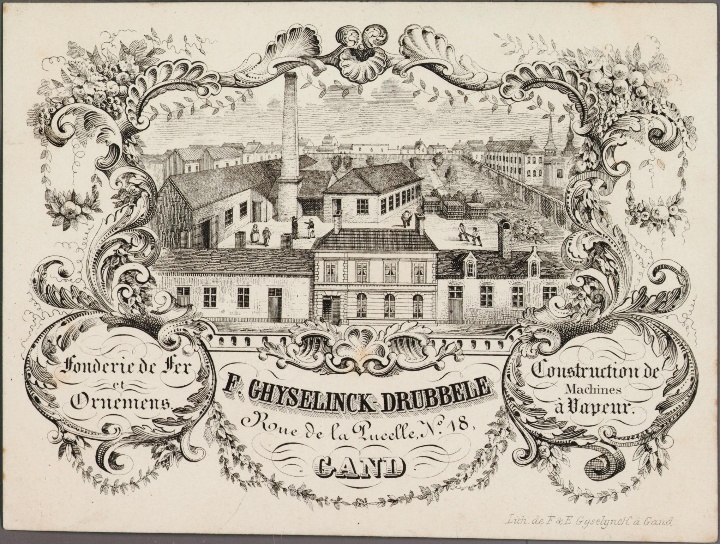 Fonderie de Fer
et
Ornemens
F. GHYSELINCK-DRUBBELE
Rue de la Pucelle, No. 18,
GAND
Construction de
Machines
à Vapeur.
Lith. de F & E Gyselynck à Gand